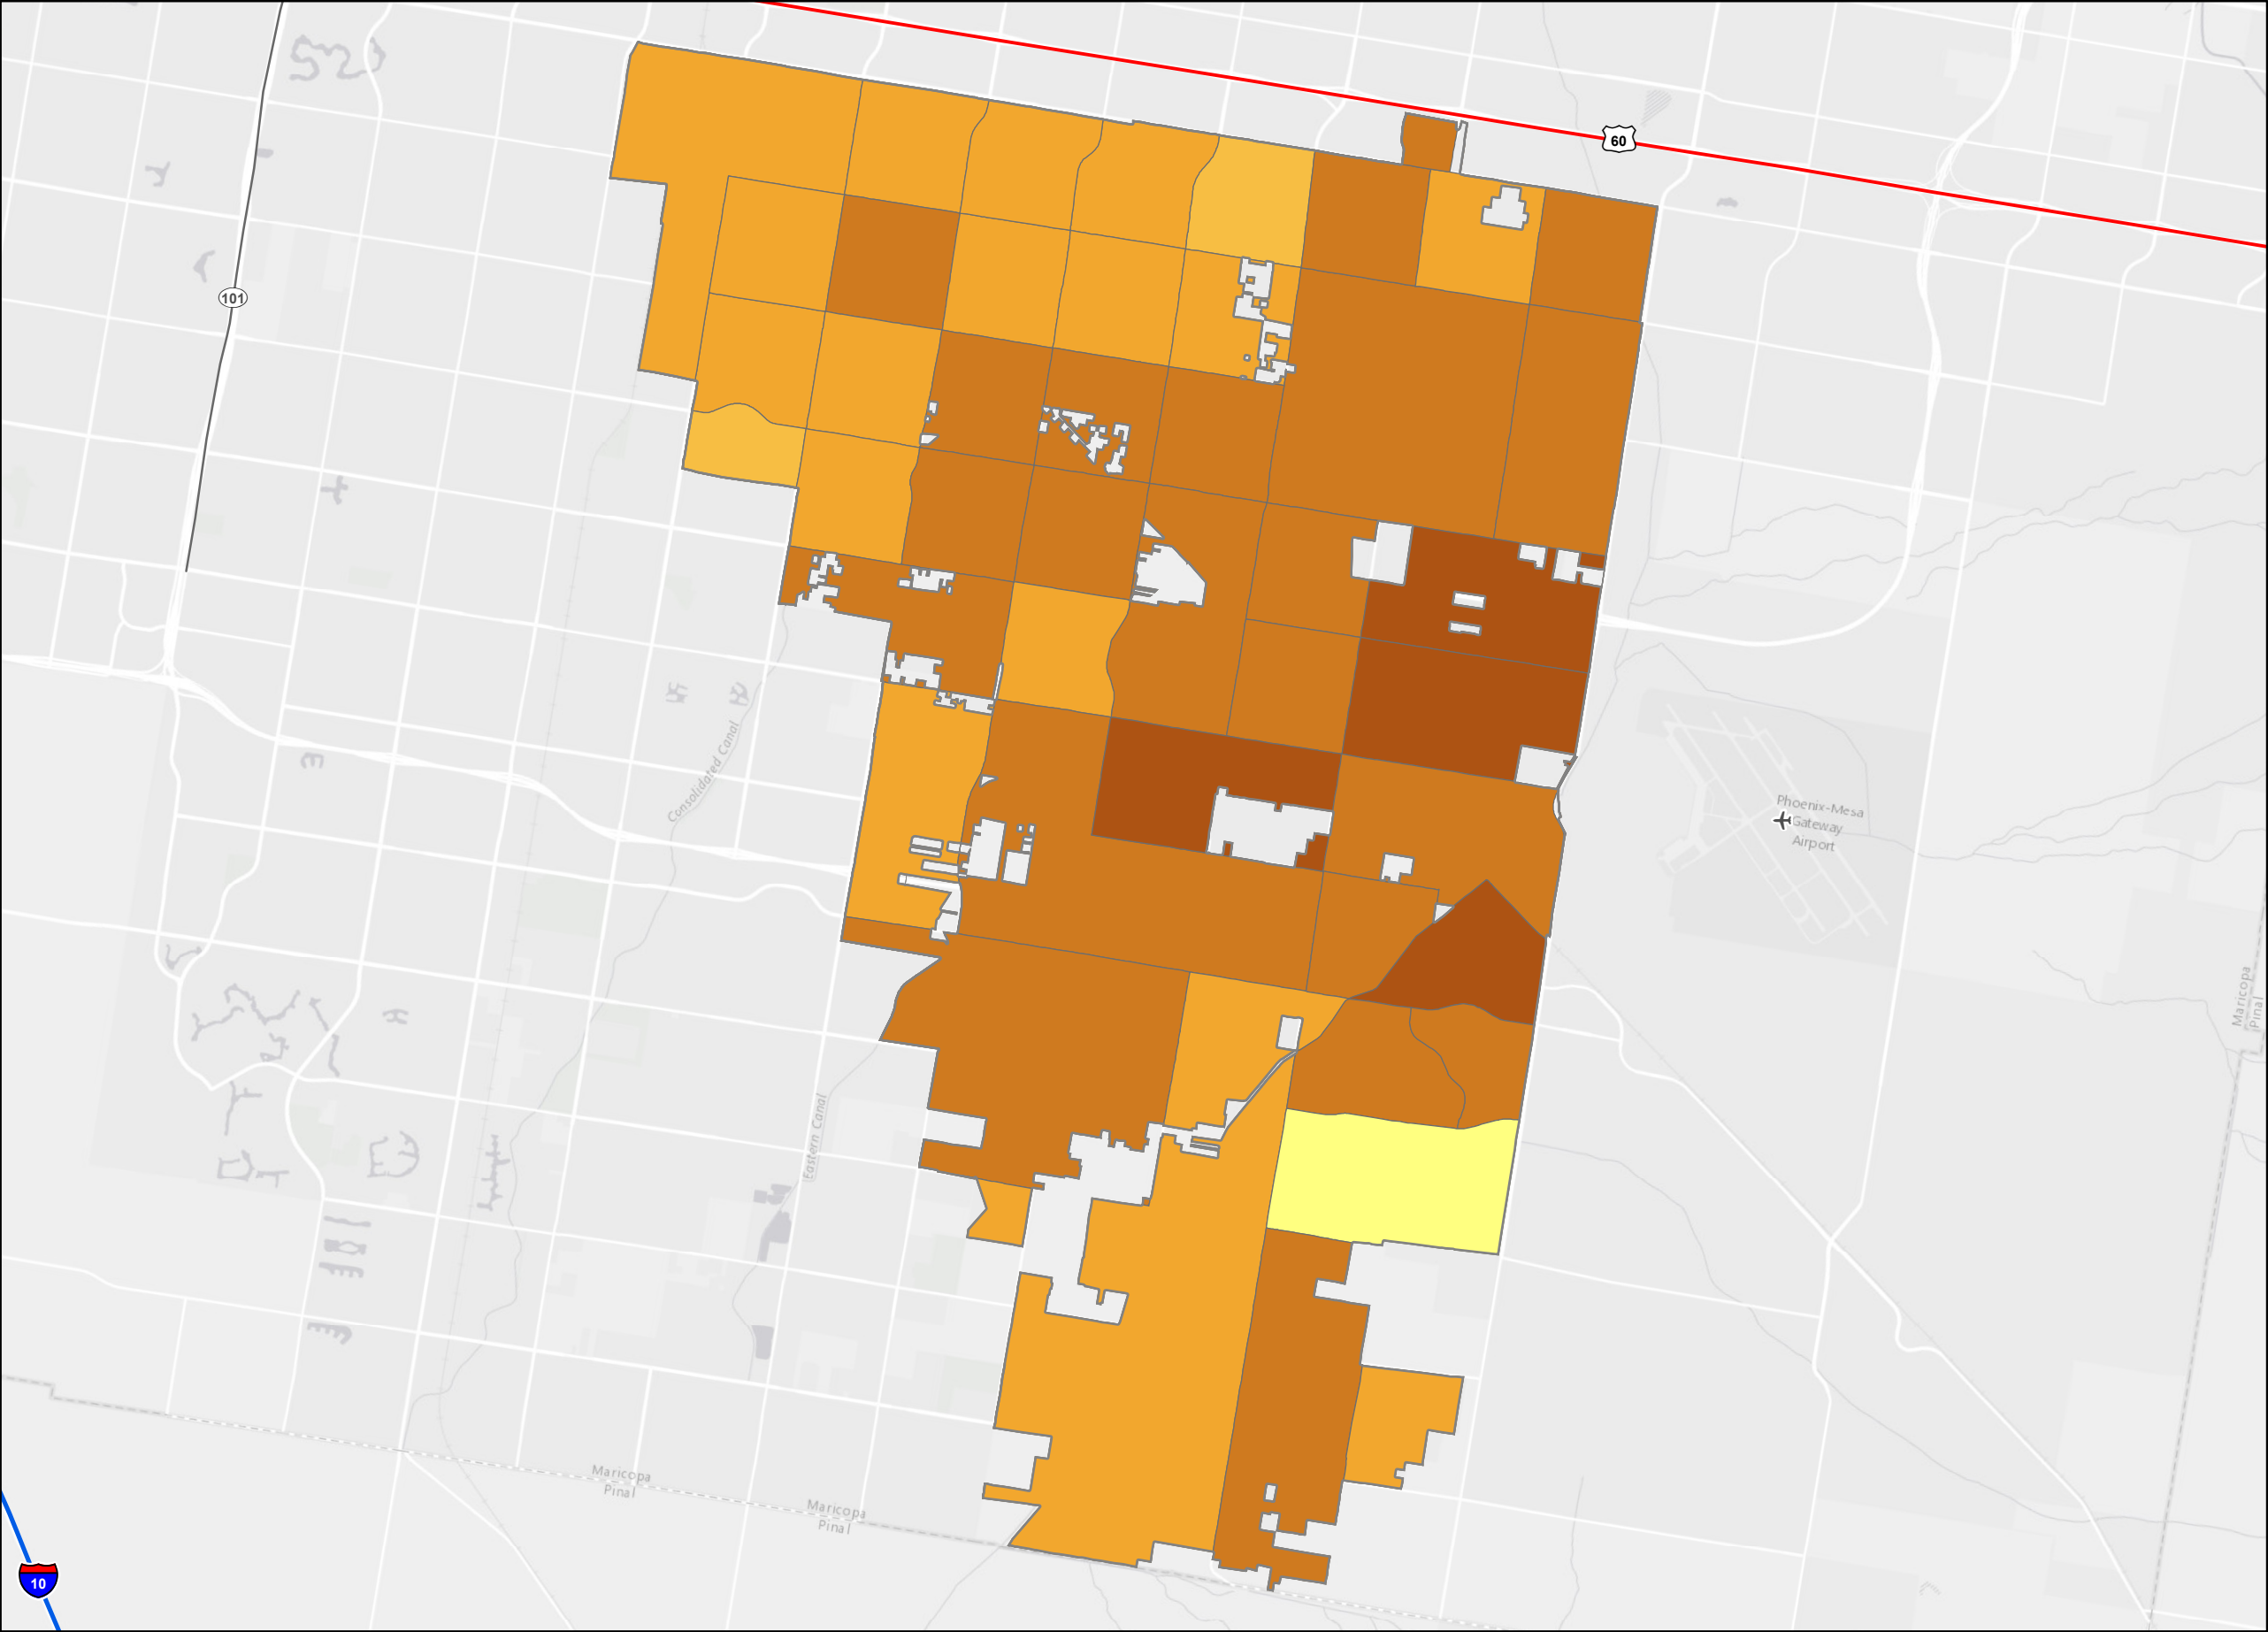 60
101
Consolidated Canal
Phoenix-Mesa
Gateway
Airport
Maricopa
Pinal
Eastern Canal
Maricopa
Pinal
Maricopa
Pinal
10